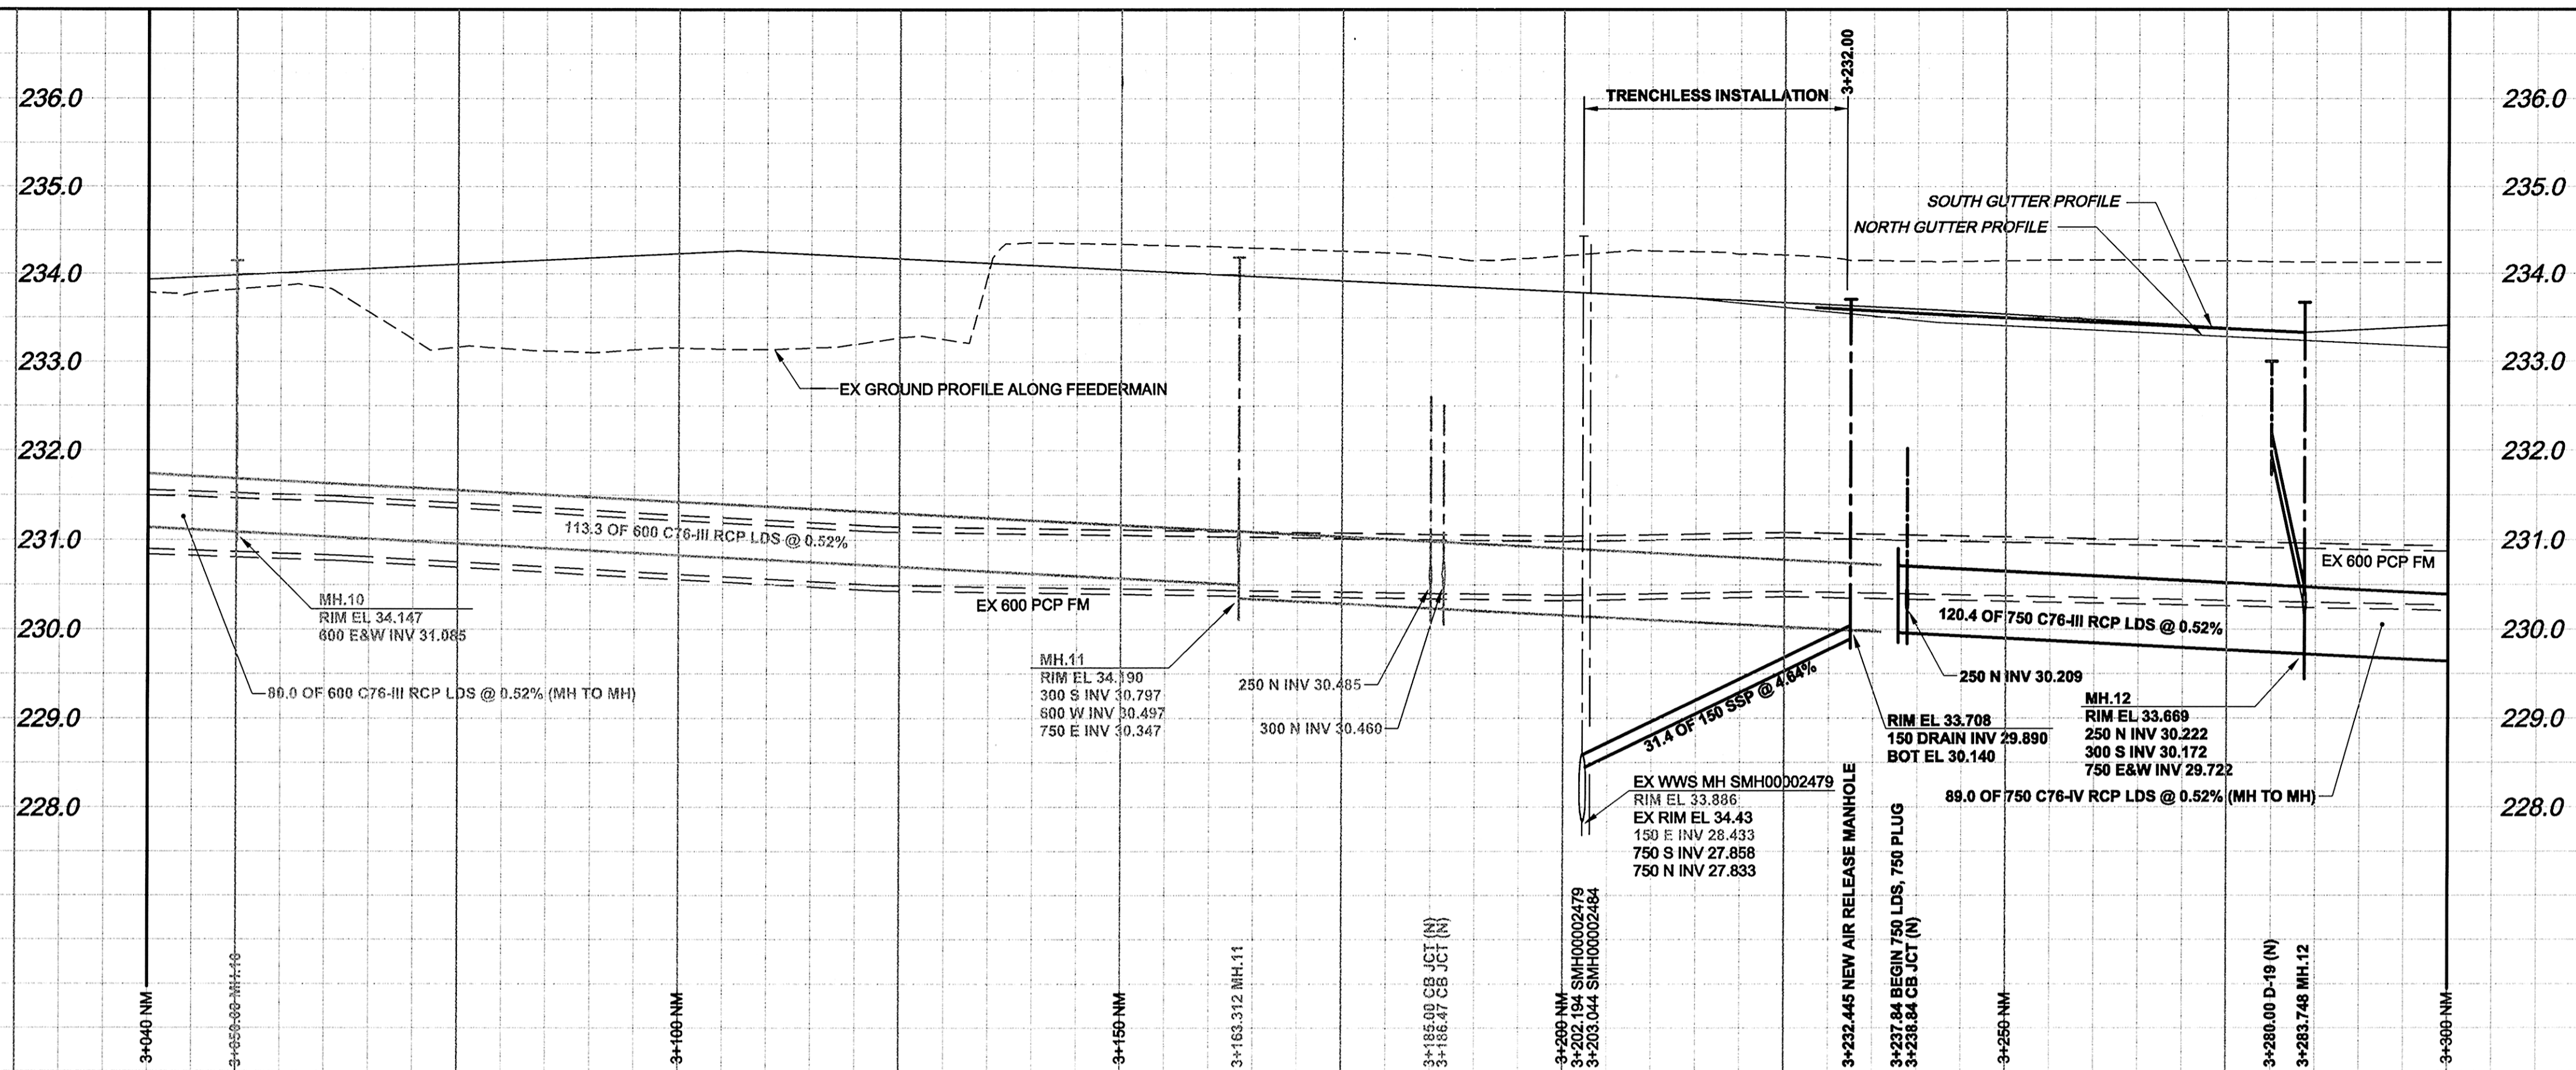 3+232.00
236.0
TRENCHLESS INSTALLATION
236.0
235.0
235.0
SOUTH GUTTER PROFILE
NORTH GUTTER PROFILE
234.0
234.0
233.0
233.0
EX GROUND PROFILE ALONG FEEDERMAIN
232.0
232.0
231.0
113.3 OF 600 C76-III RCP LDS @ 0.52%
231.0
EX 600 PCP FM
MH.10
RIM EL 34.147
600 E&W INV 31.085
EX 600 PCP FM
230.0
120.4 OF 750 C76-III RCP LDS @ 0.52%
230.0
80.0 OF 600 C76-III RCP LDS @ 0.52% (MH TO MH)
MH.11
RIM EL 34.190
300 S INV 30.797
600 W INV 30.497
750 E INV 30.347
250 N INV 30.485
300 N INV 30.460
31.4 OF 150 SSP @ 4.64%
250 N INV 30.209
229.0
229.0
RIM EL 33.708
150 DRAIN INV 29.890
BOT EL 30.140
MH.12
RIM EL 33.669
250 N INV 30.222
300 S INV 30.172
750 E&W INV 29.722
89.0 OF 750 C76-IV RCP LDS @ 0.52% (MH TO MH)
228.0
228.0
EX WWS MH SMH00002479
RIM EL 33.886
EX RIM EL 34.43
150 E INV 28.433
750 S INV 27.858
750 N INV 27.833
3+040 NM
MH.10
3+100 NM
3+150 NM
3+163.312 MH.11
3+185.00 CB JCT (N)
3+186.47 CB JCT (N)
3+200 NM
3+202.194 SMH00002479
3+203.044 SMH00002484
3+232.445 NEW AIR RELEASE MANHOLE
3+237.84 BEGIN 750 LDS, 750 PLUG
3+238.84 CB JCT (N)
3+250 NM
3+280.00 D-19 (N)
3+283.748 MH.12
3+300 NM